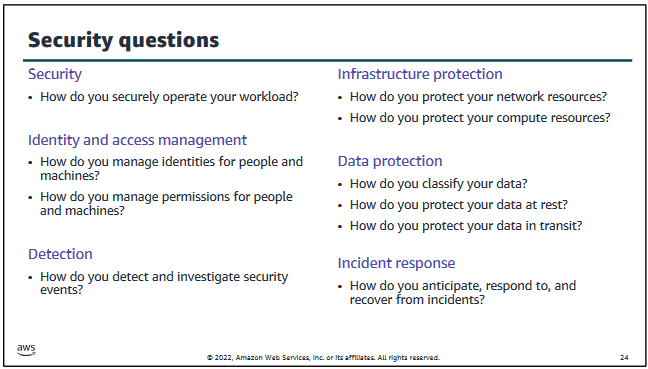 Security questions
Security
• How do you securely operate your workload?
Identity and access management
• How do you manage identities for people and
machines?
• How do you manage permissions for people
and machines?
Detection
• How do you detect and investigate security
events?
Infrastructure protection
• How do you protect your network resources?
• How do you protect your compute resources?
Data protection
• How do you classify your data?
• How do you protect your data at rest?
• How do you protect your data in transit?
Incident response
• How do you anticipate, respond to, and
recover from incidents?
aws
© 2022, Amazon Web Services, Inc. or its affiliates. All rights reserved.
24